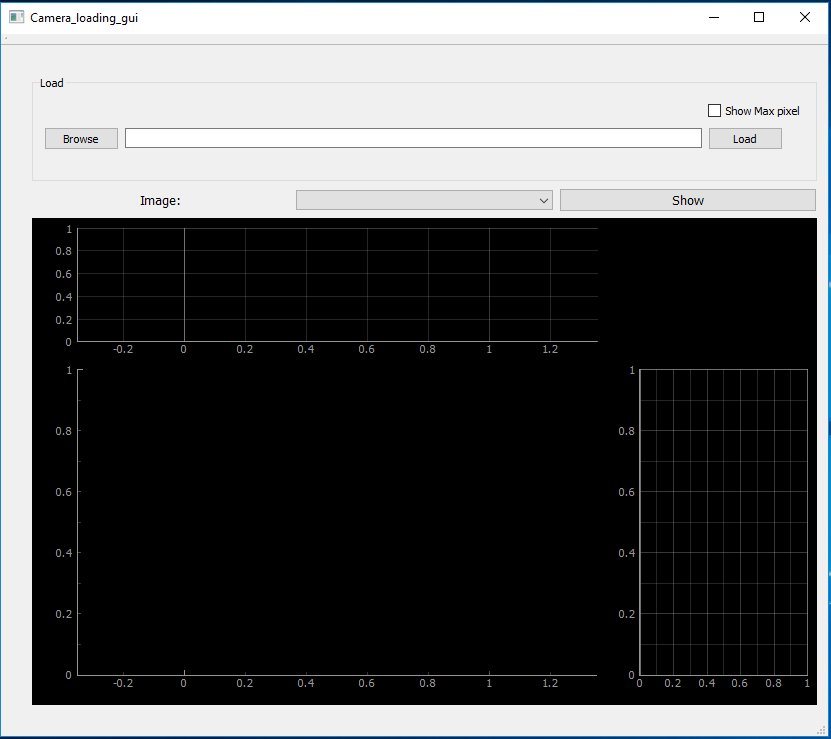 Camera_loading_gui
Load
Show Max pixel
Browse
Load
Image:
Show
1
0.8
0.6
0.4
0.2
0
-0.2 0 0.2 0.4 0.6 0.8 1 1.2
1 1
0.8 0.8
0.6 0.6
0.4 0.4
0.2 0.2
0 0
-0.2 0 0.2 0.4 0.6 0.8 1 1.2 0 0.2 0.4 0.6 0.8 1